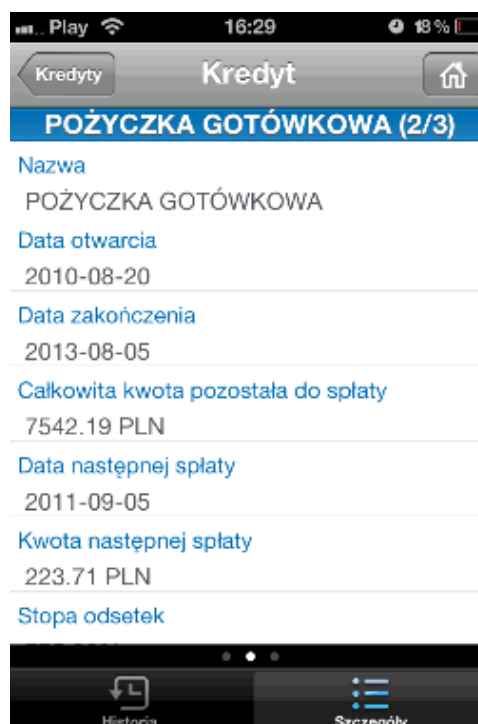 Play 16:29 18 %
Kredyty Kredyt
POŻYCZKA GOTÓWKOWA (2/3)
Nazwa
POŻYCZKA GOTÓWKOWA
Data otwarcia
2010-08-20
Data zakończenia
2013-08-05
Całkowita kwota pozostała do spłaty
7542.19 PLN
Data następnej spłaty
2011-09-05
Kwota następnej spłaty
223.71 PLN
Stopa odsetek
Historia Szczegóły